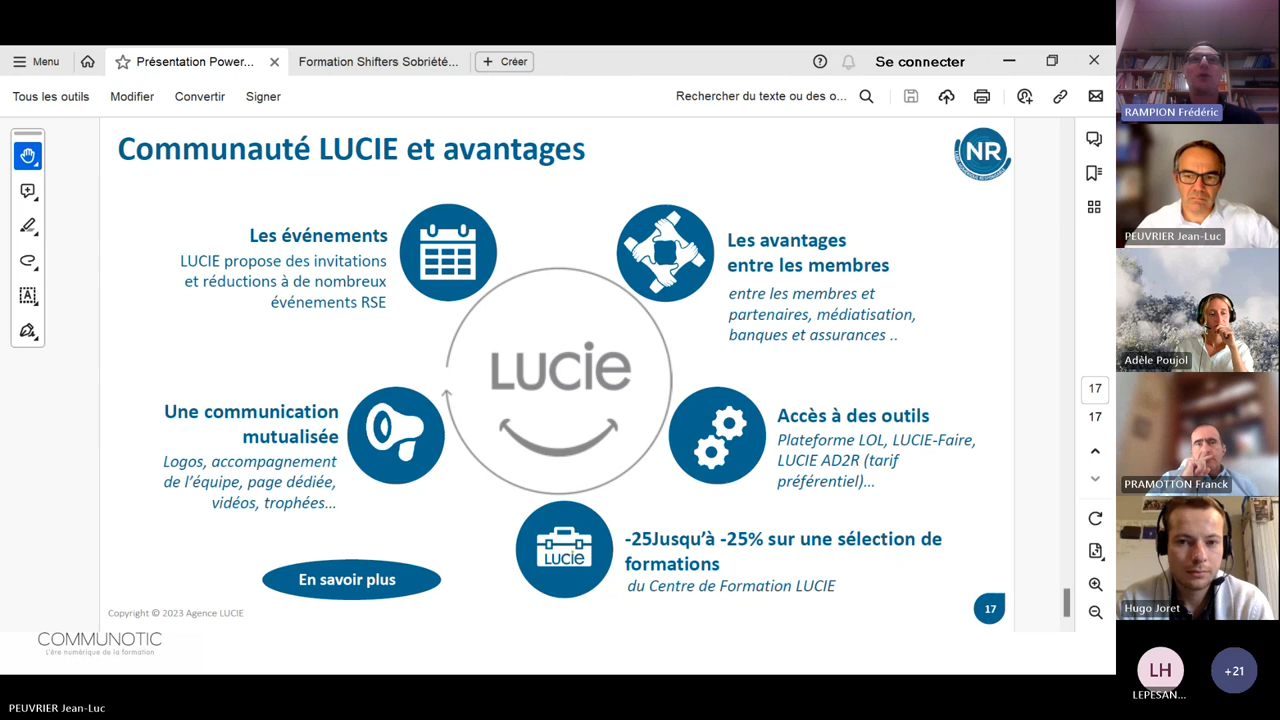 Menu
Présentation Power...
Formation Shifters Sobriété...
Créer
Se connecter
Tous les outils
Modifier
Convertir
Signer
Rechercher du texte ou des o...
Communauté LUCIE et avantages
NR
Les événements
LUCIE propose des invitations
et réductions à de nombreux
événements RSE
Les avantages
entre les membres
entre les membres et
partenaires, médiatisation,
banques et assurances ..
LUCIE
Une communication
mutualisée
Logos, accompagnement
de l'équipe, page dédiée,
vidéos, trophées...
Accès à des outils
Plateforme LOL, LUCIE-Faire,
LUCIE AD2R (tarif
préférentiel)...
LUCIE
-25Jusqu'à -25% sur une sélection de
formations
du Centre de Formation LUCIE
En savoir plus
Copyright © 2023 Agence LUCIE
17
17
17
COMMUNOTIC
L'ère numérique de la formation
RAMPION Frédéric
PEUVRIER Jean-Luc
Adèle Poujol
PRAMOTTON Franck
Hugo Joret
LH
LEPESAN...
+21
PEUVRIER Jean-Luc